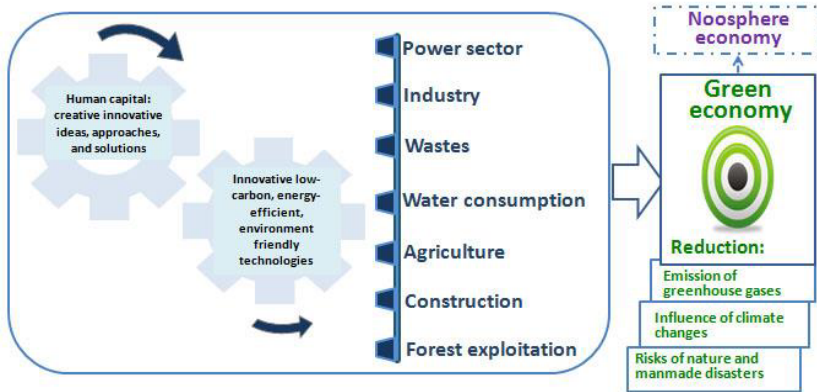 Human capital:
creative innovative
ideas, approaches,
and solutions
Innovative low-
carbon, energy-
efficient,
environment
friendly
technologies
Power sector
Industry
Wastes
Water consumption
Agriculture
Construction
Forest exploitation
Noosphere
economy
Green
economy
Reduction:
Emission of
greenhouse gases
Influence of climate
changes
Risks of nature and
manmade disasters